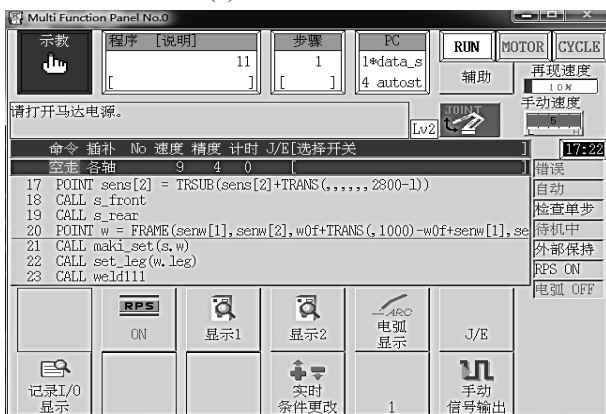 Multi Function Panel No.0
示教
程序 [说明]
11
[ ]
步骤
1
[ ]
PC
1*data_s
4 autost
RUN MOTOR CYCLE
辅助
再现速度
10%
手动速度
5
H
请打开马达电源。
Lv2
JOINT
命令 插补 No 速度 精度 计时 J/E[选择开关 ]
17:22
空走 各轴 9 4 0 [ ]
17 POINT sens[2] = TRSUB(sens[2]+TRANS(,,,,,,2800-l))
18 CALL s_front
19 CALL s_rear
20 POINT w = FRAME(senw[1],senw[2],w0f+TRANS(,1000)-w0f+senw[1],se
21 CALL maki_set(s.w)
22 CALL set_leg(w.leg)
23 CALL weld111
错误
自动
检查单步
待机中
外部保持
RPS ON
电弧 OFF
RPS
ON
显示1
显示2
ARC
电弧
显示
J/E
记录I/O
显示
实时
条件更改
1
手动
信号输出